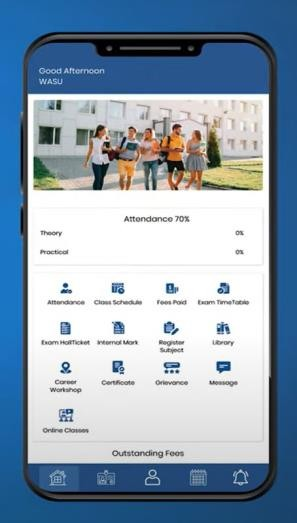 Good Afternoon
WASU
Attendance 70%
Theory 0%
Practical 0%
Attendance Class Schedule Fees Paid Exam TimeTable
Exam HallTicket Internal Mark Register Subject Library
Career Workshop Certificate Grievance Message
Online Classes
Outstanding Fees